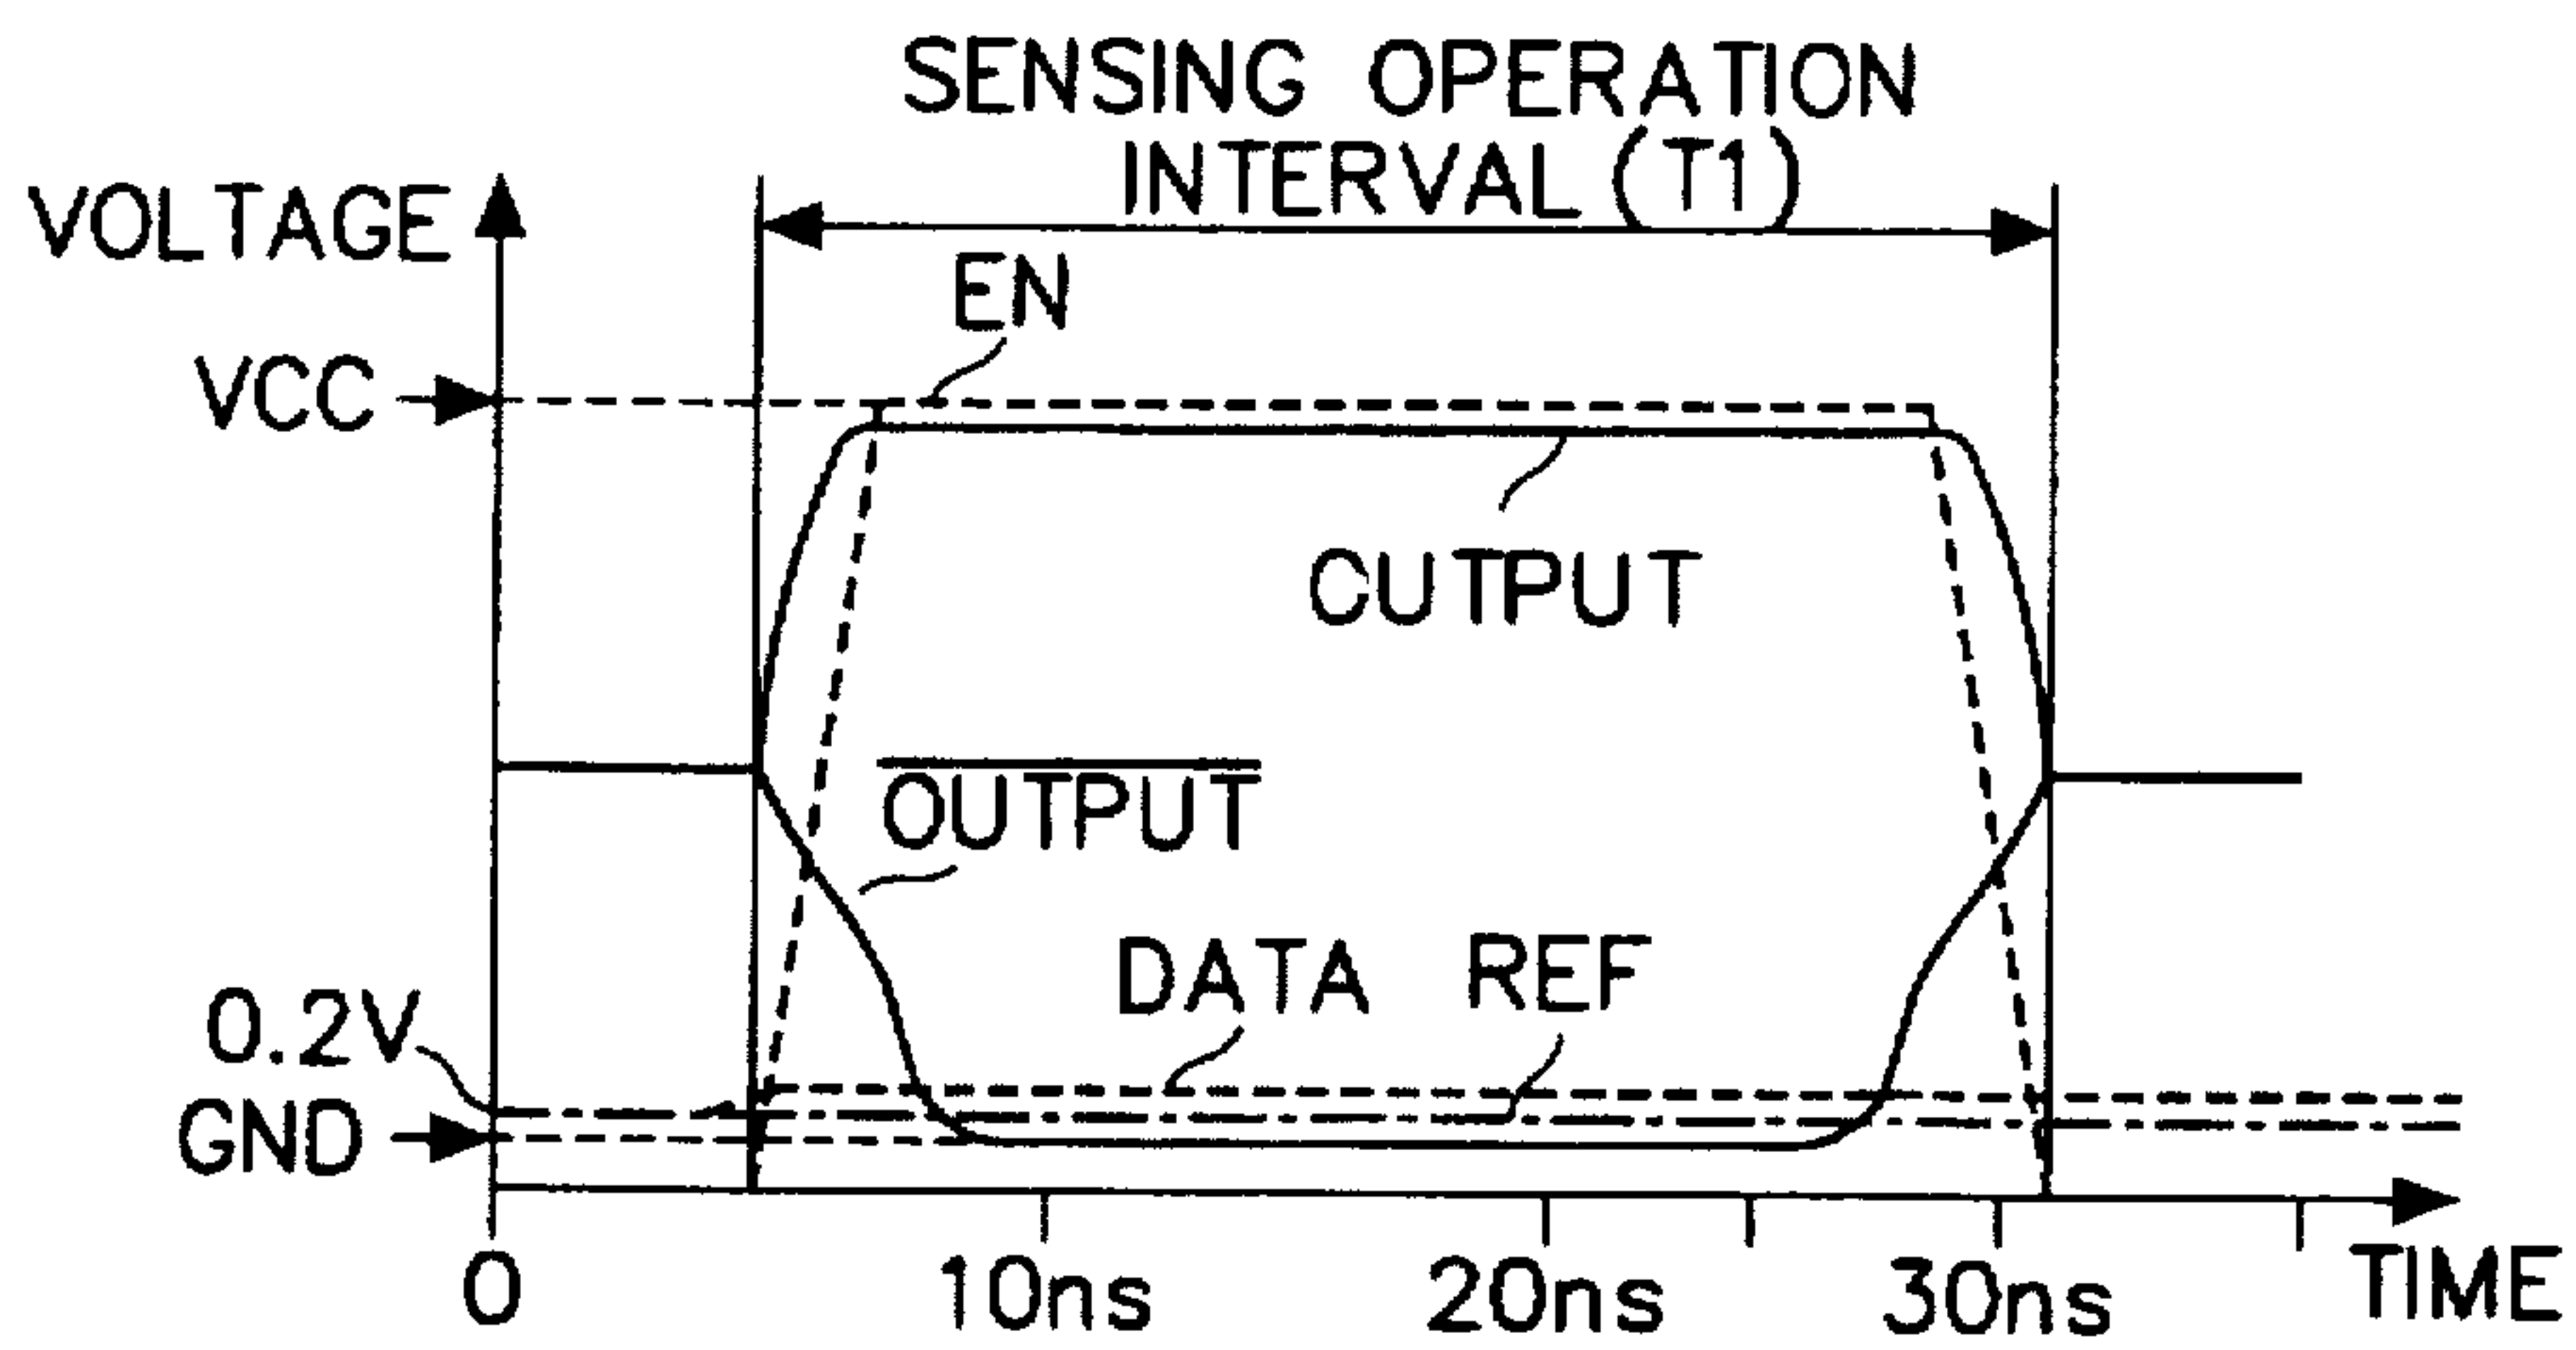 SENSING OPERATION
INTERVAL (T1)
VOLTAGE
EN
VCC
CUTPUT
OUTPUT
DATA REF
0.2V
GND
0 10ns 20ns 30ns TIME